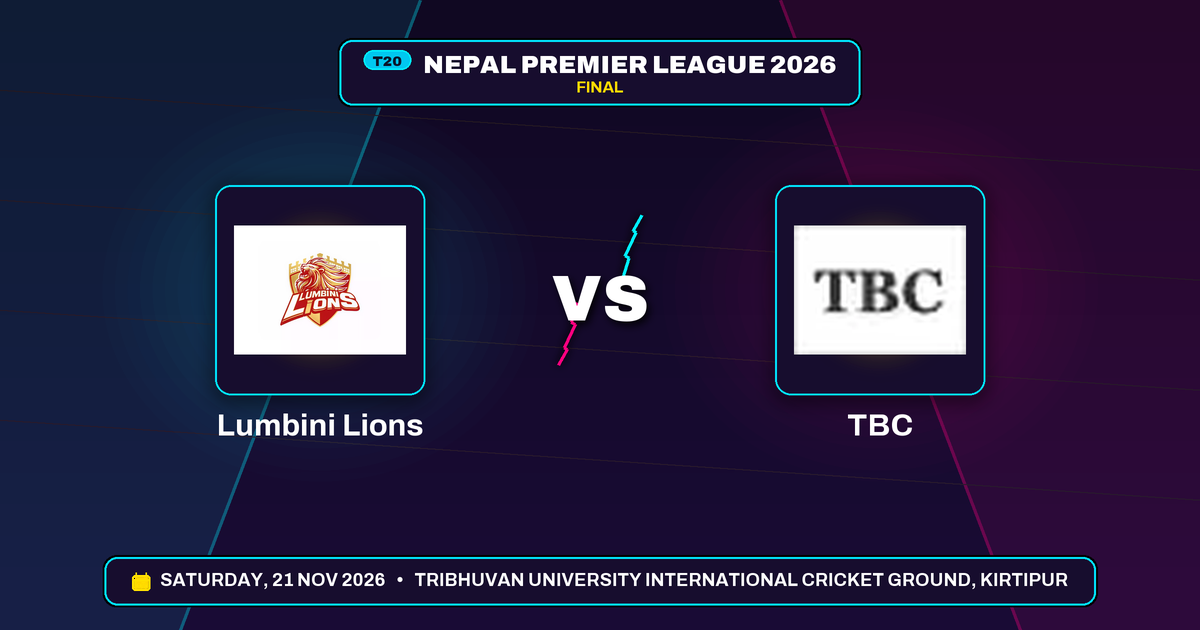 T20 NEPAL PREMIER LEAGUE 2026
FINAL
LUMBINI
LIONS
TBC
VS
Lumbini Lions
TBC
SATURDAY, 21 NOV 2026 • TRIBHUVAN UNIVERSITY INTERNATIONAL CRICKET GROUND, KIRTIPUR